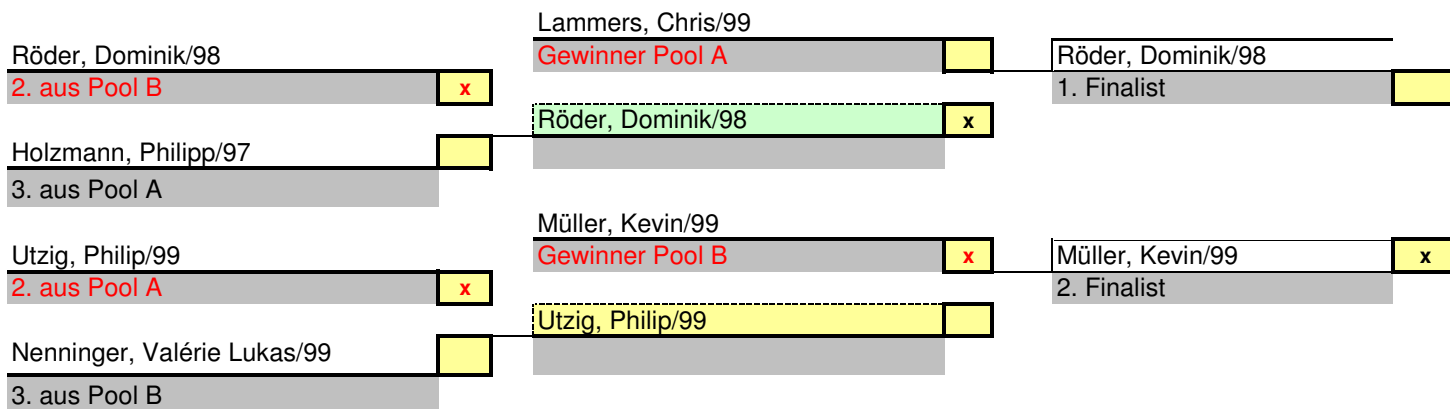 Röder, Dominik/98
2. aus Pool B x
Holzmann, Philipp/97
3. aus Pool A
Utzig, Philip/99
2. aus Pool A x
Nenninger, Valérie Lukas/99
3. aus Pool B
Lammers, Chris/99
Gewinner Pool A
Röder, Dominik/98 x
Müller, Kevin/99
Gewinner Pool B x
Utzig, Philip/99
Röder, Dominik/98
1. Finalist
Müller, Kevin/99 x
2. Finalist